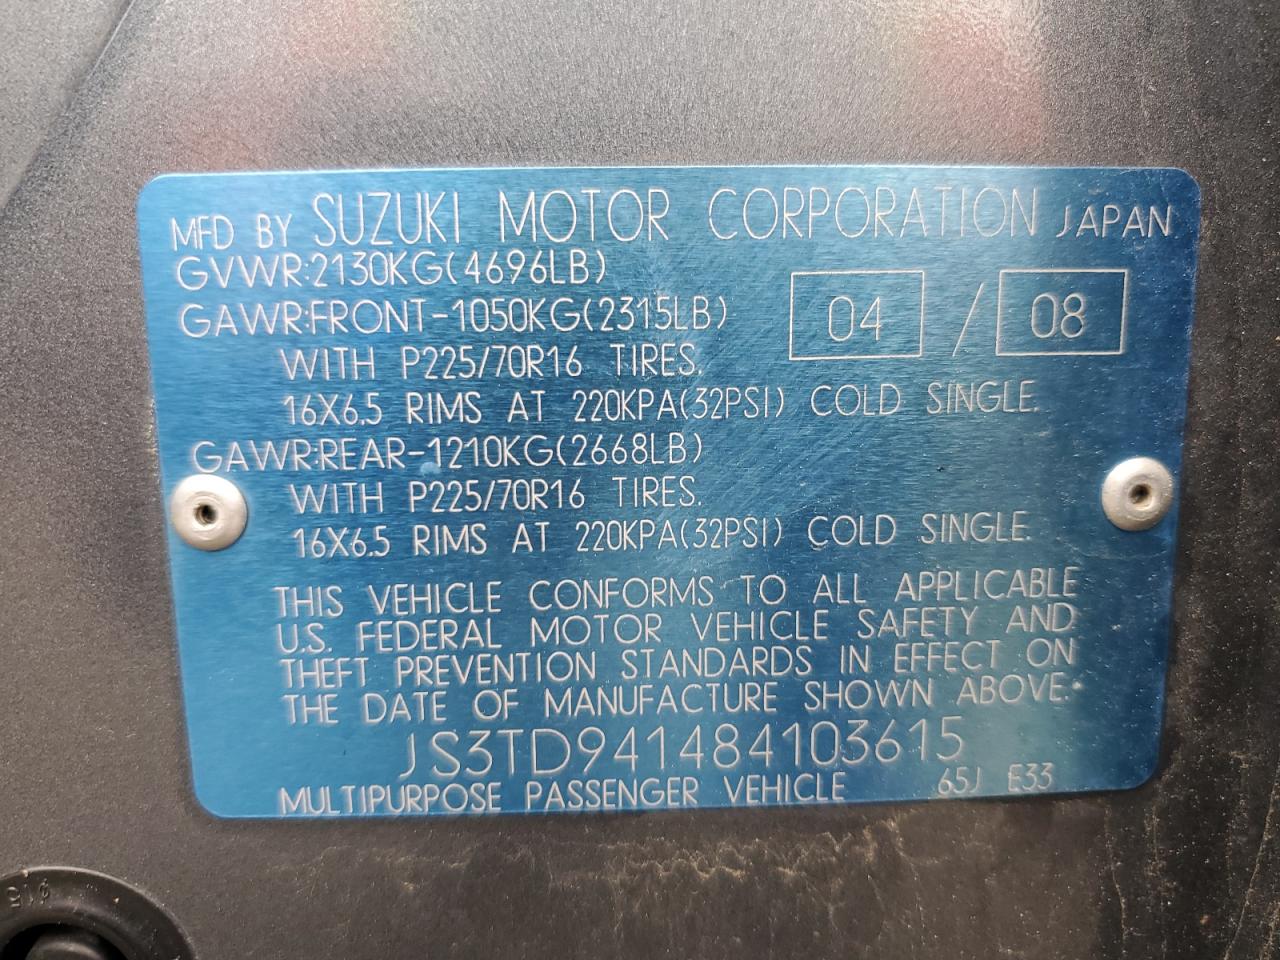 MFD BY SUZUKI MOTOR CORPORATION JAPAN
GVWR:2130KG(4696LB)
GAWR:FRONT-1050KG(2315LB) 04 / 08
WITH P225/70R16 TIRES.
16X6.5 RIMS AT 220KPA(32PSI) COLD SINGLE.
GAWR:REAR-1210KG(2668LB)
WITH P225/70R16 TIRES.
16X6.5 RIMS AT 220KPA(32PSI) COLD SINGLE.
THIS VEHICLE CONFORMS TO ALL APPLICABLE
U.S. FEDERAL MOTOR VEHICLE SAFETY AND
THEFT PREVENTION STANDARDS IN EFFECT ON
THE DATE OF MANUFACTURE SHOWN ABOVE.
JS3TD941484103615
MULTIPURPOSE PASSENGER VEHICLE 65J E33